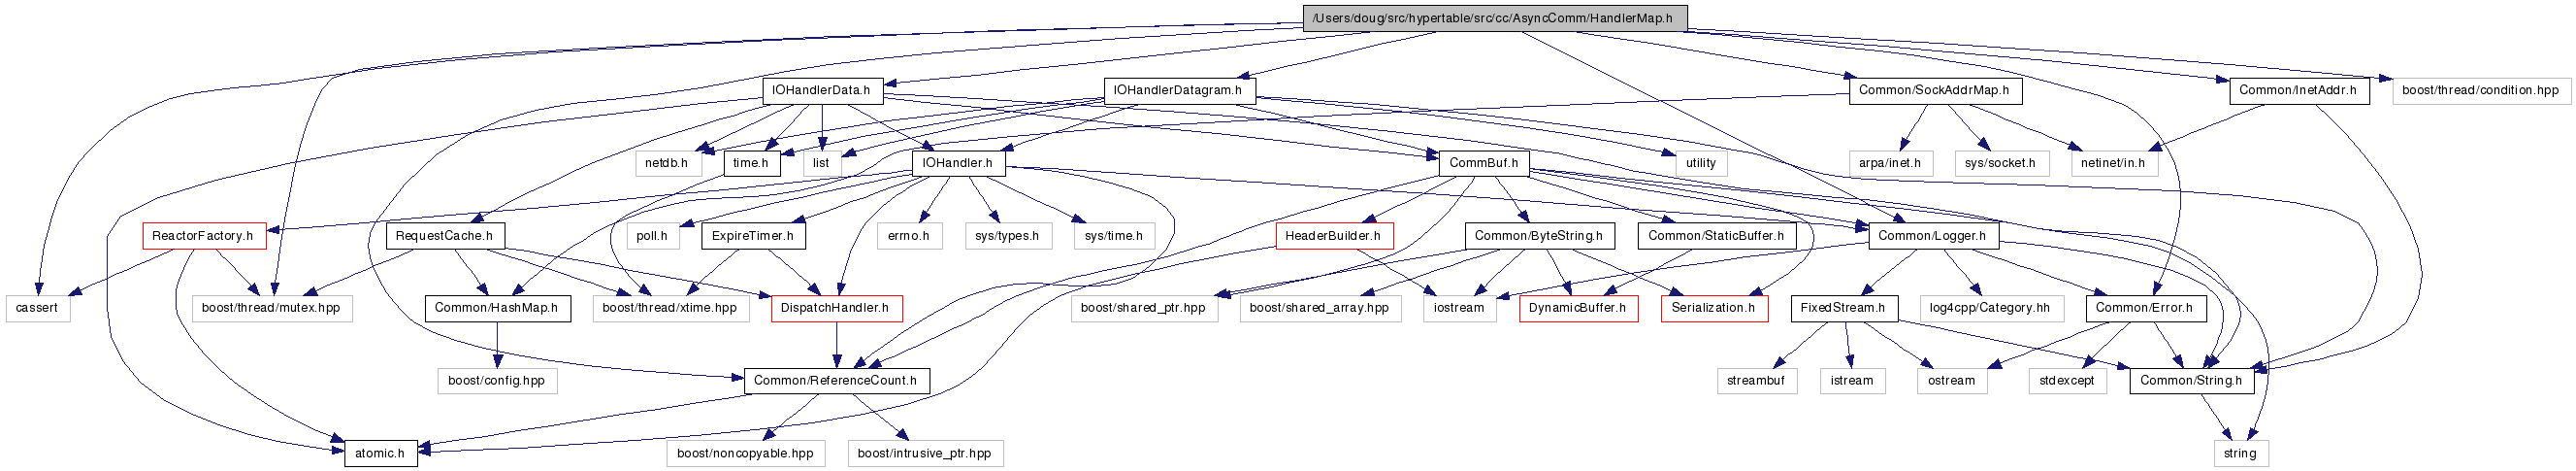 /Users/doug/src/hypertable/src/cc/AsyncComm/HandlerMap.h
IOHandlerData.h
IOHandlerDatagram.h
Common/SockAddrMap.h
Common/InetAddr.h
boost/thread/condition.hpp
netdb.h
time.h
list
IOHandler.h
CommBuf.h
utility
arpa/inet.h
sys/socket.h
netinet/in.h
ReactorFactory.h
RequestCache.h
poll.h
ExpireTimer.h
errno.h
sys/types.h
sys/time.h
HeaderBuilder.h
Common/ByteString.h
Common/StaticBuffer.h
Common/Logger.h
cassert
boost/thread/mutex.hpp
Common/HashMap.h
boost/thread/xtime.hpp
DispatchHandler.h
boost/shared_ptr.hpp
boost/shared_array.hpp
iostream
DynamicBuffer.h
Serialization.h
FixedStream.h
log4cpp/Category.hh
Common/Error.h
boost/config.hpp
Common/ReferenceCount.h
streambuf
istream
ostream
stdexcept
Common/String.h
atomic.h
boost/noncopyable.hpp
boost/intrusive_ptr.hpp
string